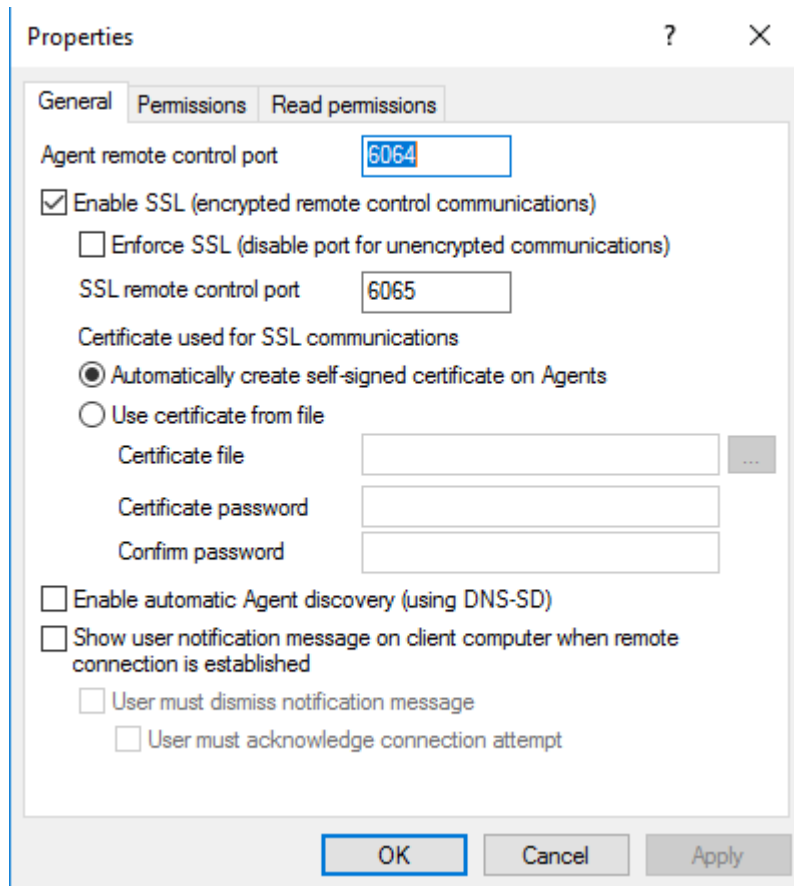 Properties
?
General Permissions Read permissions
Agent remote control port 6064
Enable SSL (encrypted remote control communications)
Enforce SSL (disable port for unencrypted communications)
SSL remote control port 6065
Certificate used for SSL communications
Automatically create self-signed certificate on Agents
Use certificate from file
Certificate file ...
Certificate password
Confirm password
Enable automatic Agent discovery (using DNS-SD)
Show user notification message on client computer when remote
connection is established
User must dismiss notification message
User must acknowledge connection attempt
OK Cancel Apply